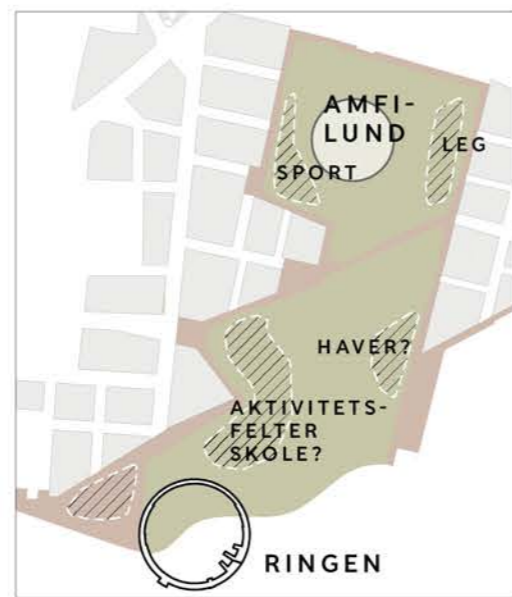 AMFI-
LUND
LEG
SPORT
HAVER?
AKTIVITETS-
FELTER
SKOLE?
RINGEN